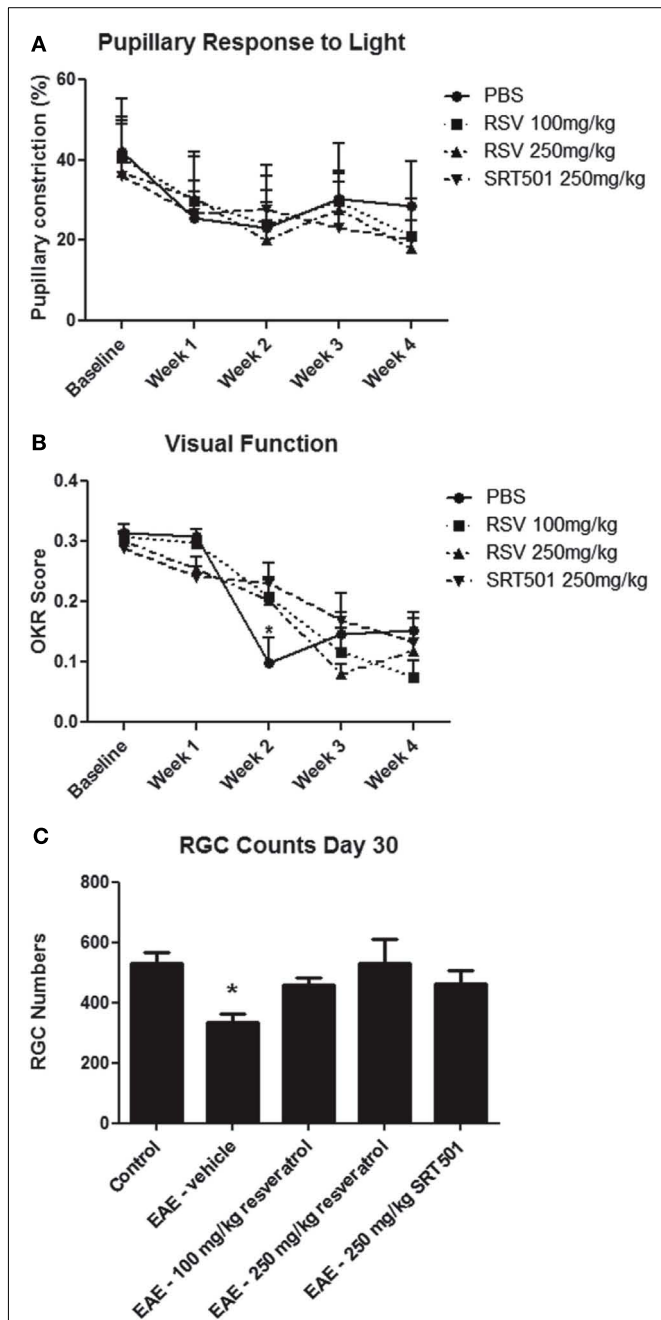 A
Pupillary Response to Light
Pupillary constriction (%)
60
40
20
0
Baseline
Week 1
Week 2
Week 3
Week 4
PBS
RSV 100mg/kg
RSV 250mg/kg
SRT501 250mg/kg
B
Visual Function
OKR Score
0.4
0.3
0.2
0.1
0.0
*
Baseline
Week 1
Week 2
Week 3
Week 4
PBS
RSV 100mg/kg
RSV 250mg/kg
SRT501 250mg/kg
C
RGC Counts Day 30
RGC Numbers
800
600
400
200
0
*
Control
EAE - vehicle
EAE - 100 mg/kg resveratrol
EAE - 250 mg/kg resveratrol
EAE - 250 mg/kg SRT501